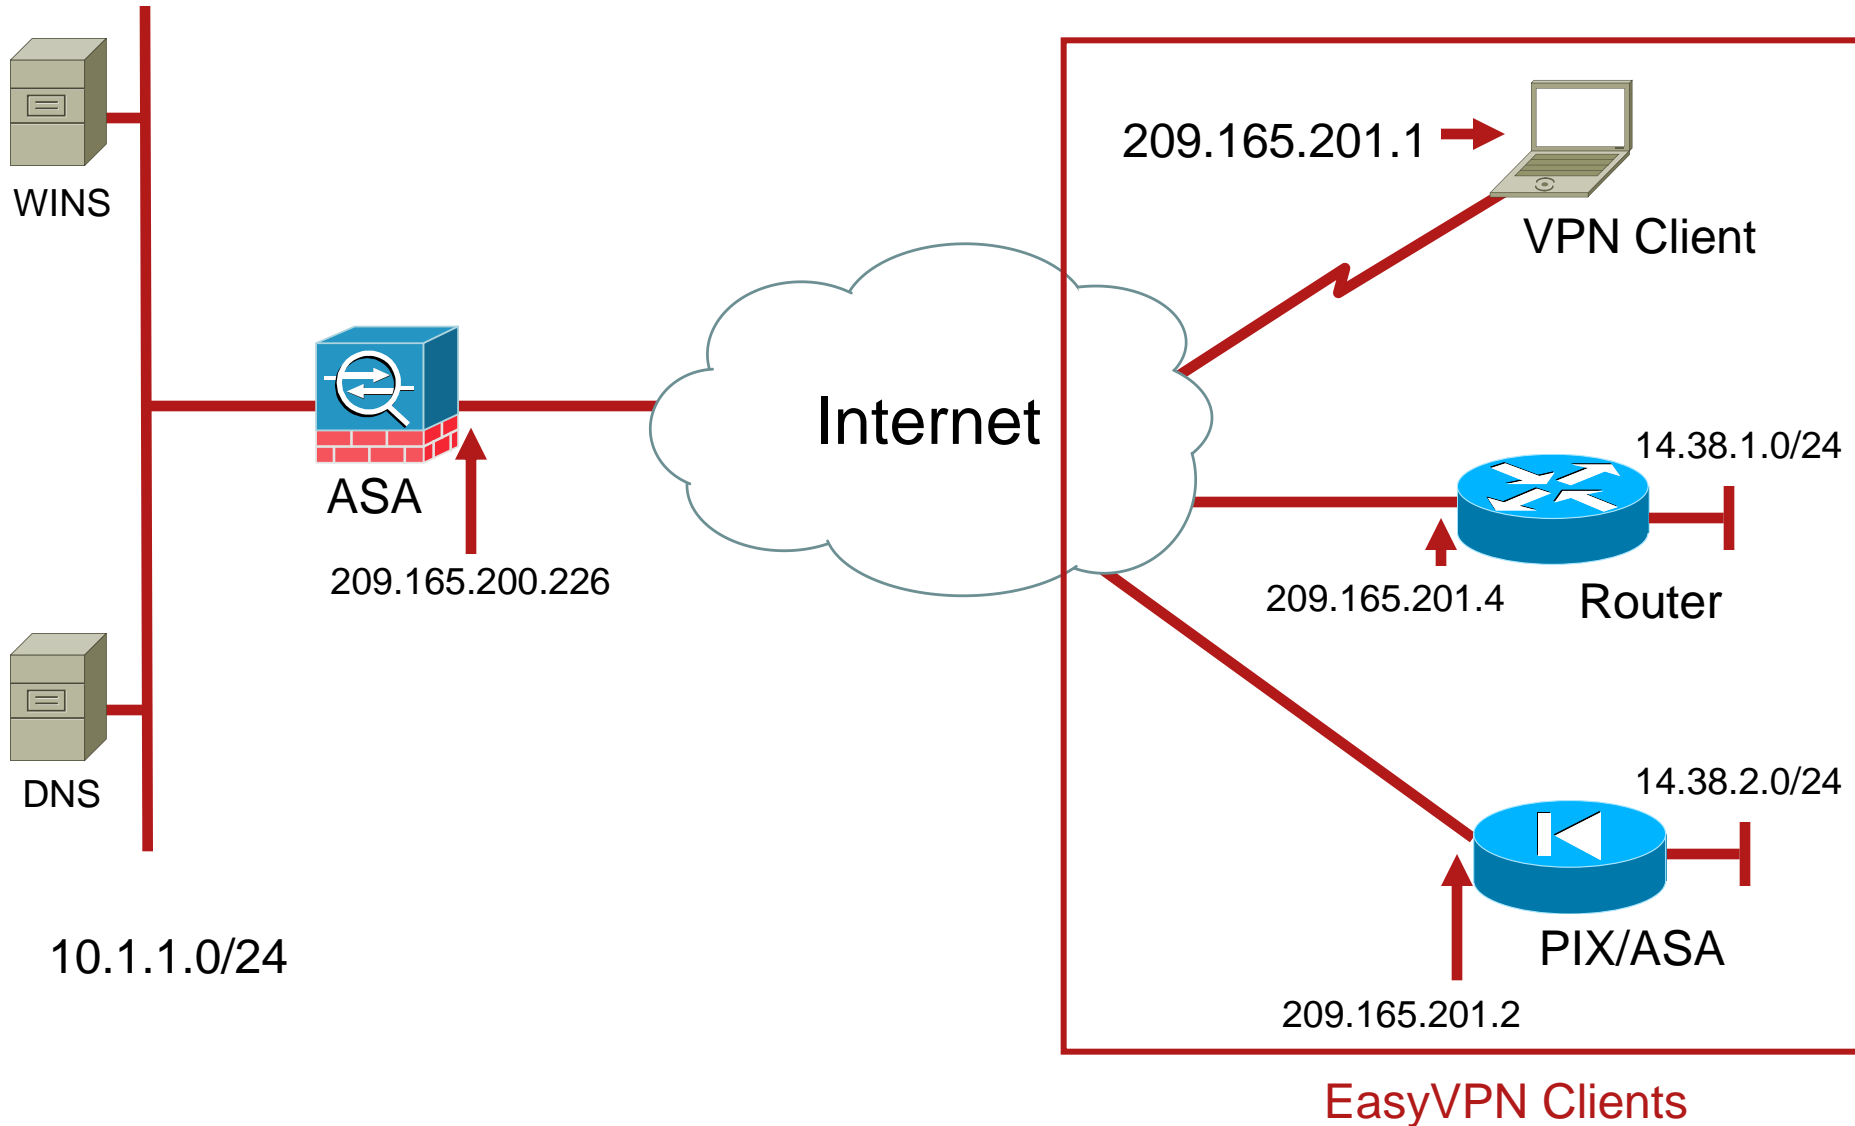 WINS
209.165.201.1
VPN Client
Internet
ASA
209.165.200.226
14.38.1.0/24
209.165.201.4
Router
DNS
14.38.2.0/24
10.1.1.0/24
PIX/ASA
209.165.201.2
EasyVPN Clients